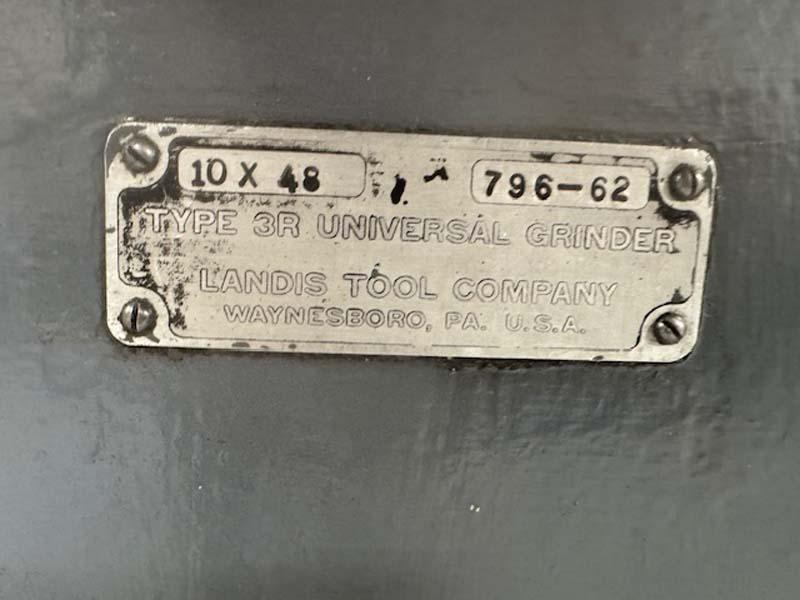 10 X 48 796-62
TYPE 3R UNIVERSAL GRINDER
LANDIS TOOL COMPANY
WAYNESBORO, PA. U.S.A.